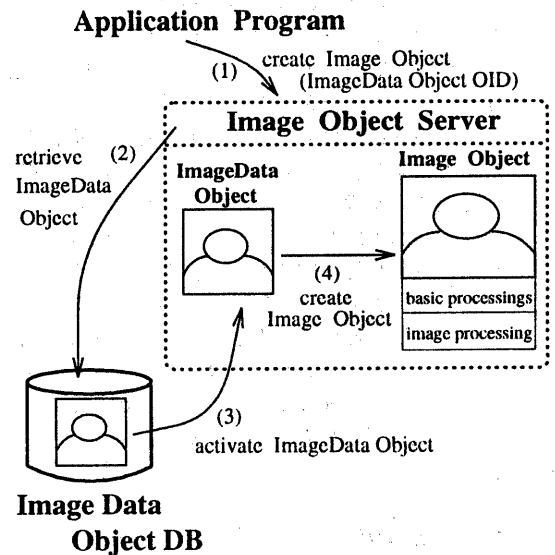 Application Program
(1)
create Image Object
(ImageData Object OID)
Image Object Server
retrieve
(2)
ImageData
Object
ImageData
Object
Image Object
(4)
create
Image Object
basic processings
image processing
(3)
activate ImageData Object
Image Data
Object DB